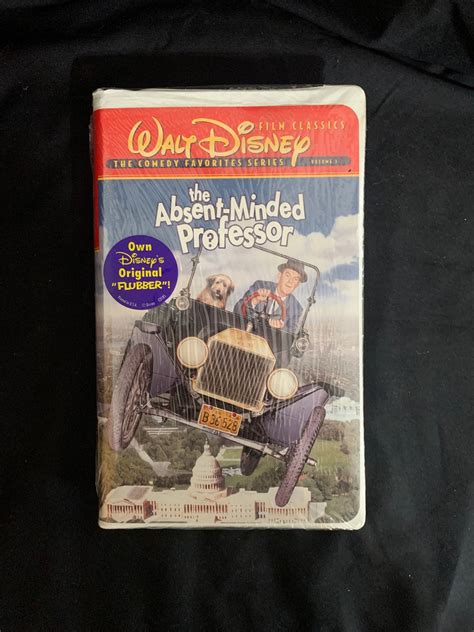 FILM CLASSICS
WALT DISNEY
THE COMEDY FAVORITES SERIES
the
Absent-Minded
Professor
Own
Disney's
Original
"FLUBBER"!